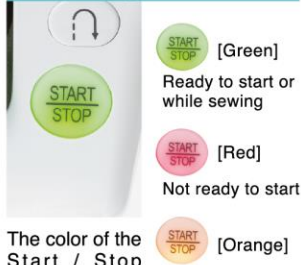 START
STOP
START
STOP
[Green]
Ready to start or
while sewing
START
STOP
[Red]
Not ready to start
START
STOP
[Orange]
The color of the
Start / Stop